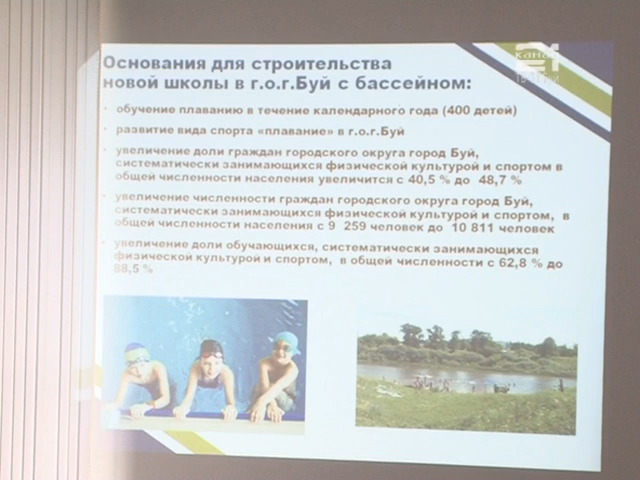 Основания для строительства
новой школы в г.о.г.Буй с бассейном:
· обучение плаванию в течение календарного года (400 детей)
· развитие вида спорта «плавание» в г.о.г.Буй
· увеличение доли граждан городского округа город Буй,
систематически занимающихся физической культурой и спортом в
общей численности населения увеличится с 40,5 % до 48,7 %
· увеличение численности граждан городского округа город Буй,
систематически занимающихся физической культурой и спортом, в
общей численности населения с 9 259 человек до 10 811 человек
· увеличение доли обучающихся, систематически занимающихся
физической культурой и спортом, в общей численности с 62,8 % до
88,5 %
канал
21